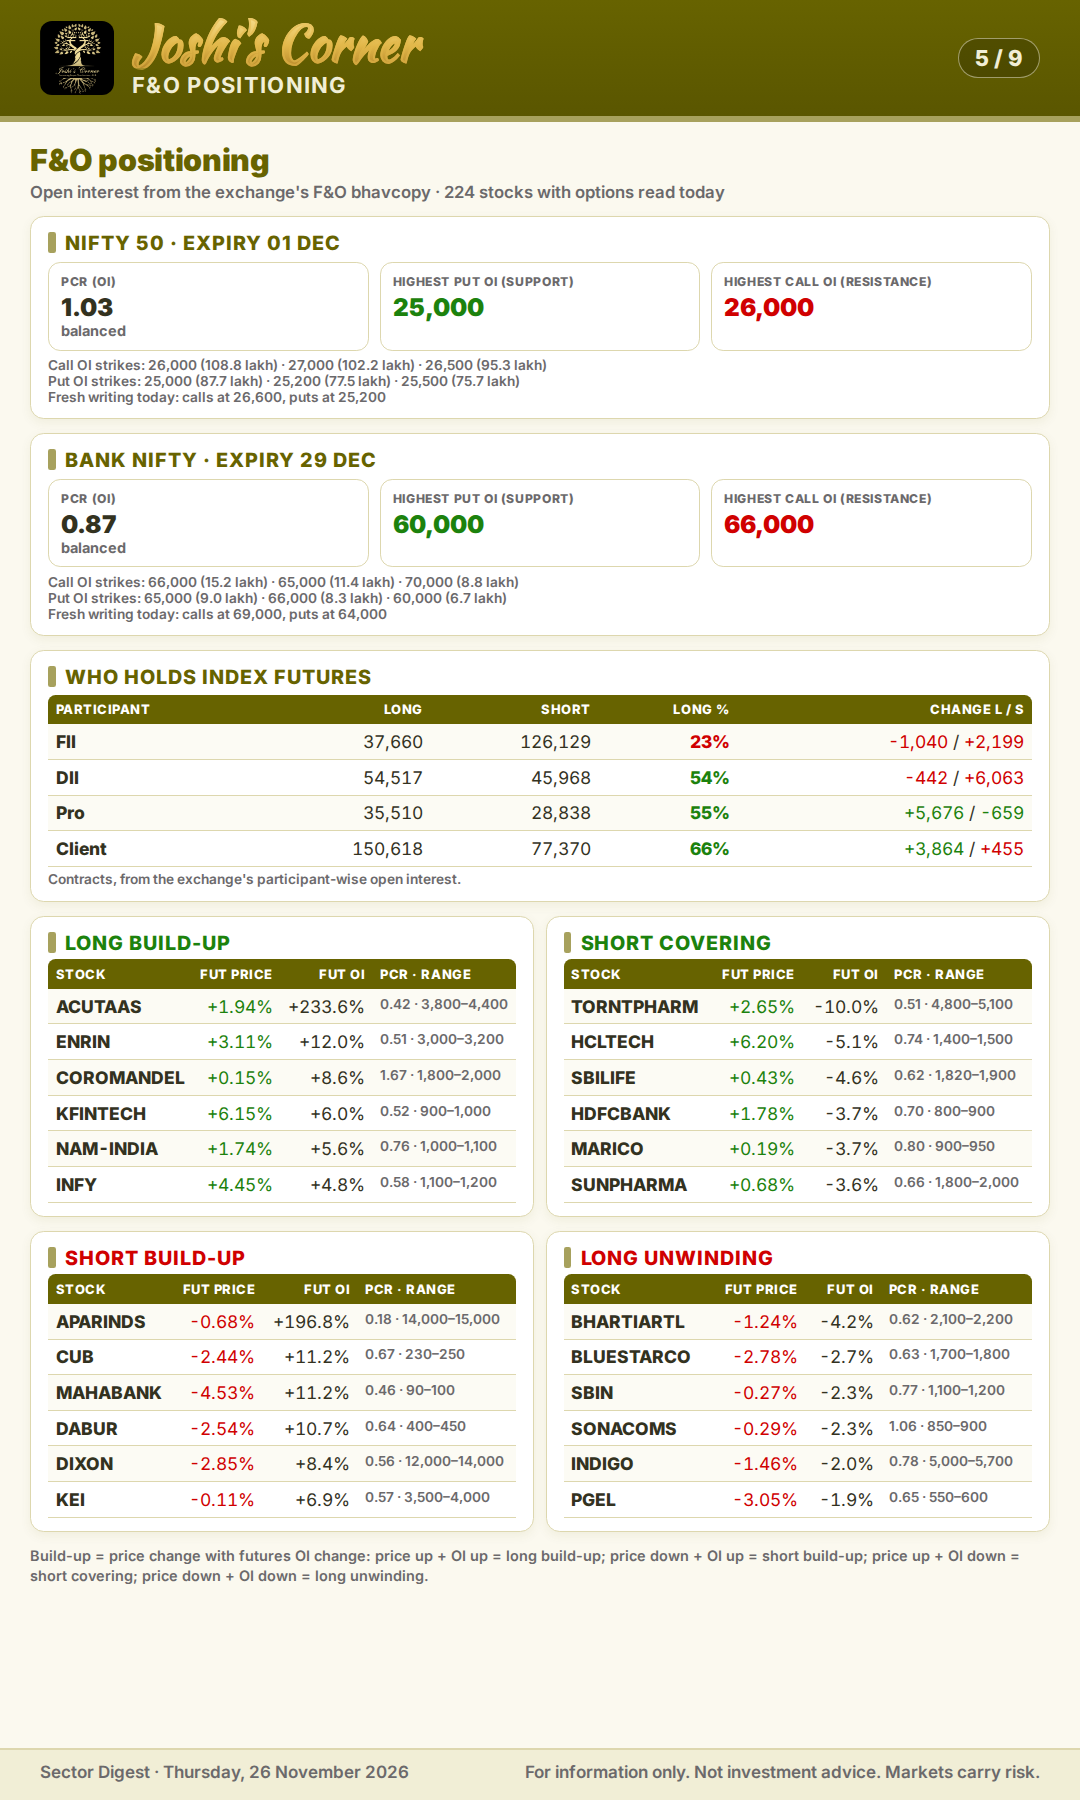 Joshi's Corner
Joshi's Corner
F&O POSITIONING
5 / 9
F&O positioning
Open interest from the exchange's F&O bhavcopy · 224 stocks with options read today
NIFTY 50 · EXPIRY 01 DEC
PCR (OI) HIGHEST PUT OI (SUPPORT) HIGHEST CALL OI (RESISTANCE)
1.03 25,000 26,000
balanced
Call OI strikes: 26,000 (108.8 lakh) · 27,000 (102.2 lakh) · 26,500 (95.3 lakh)
Put OI strikes: 25,000 (87.7 lakh) · 25,200 (77.5 lakh) · 25,500 (75.7 lakh)
Fresh writing today: calls at 26,600, puts at 25,200
BANK NIFTY · EXPIRY 29 DEC
PCR (OI) HIGHEST PUT OI (SUPPORT) HIGHEST CALL OI (RESISTANCE)
0.87 60,000 66,000
balanced
Call OI strikes: 66,000 (15.2 lakh) · 65,000 (11.4 lakh) · 70,000 (8.8 lakh)
Put OI strikes: 65,000 (9.0 lakh) · 66,000 (8.3 lakh) · 60,000 (6.7 lakh)
Fresh writing today: calls at 69,000, puts at 64,000
WHO HOLDS INDEX FUTURES
PARTICIPANT LONG SHORT LONG % CHANGE L / S
FII 37,660 126,129 23% -1,040 / +2,199
DII 54,517 45,968 54% -442 / +6,063
Pro 35,510 28,838 55% +5,676 / -659
Client 150,618 77,370 66% +3,864 / +455
Contracts, from the exchange's participant-wise open interest.
LONG BUILD-UP
STOCK FUT PRICE FUT OI PCR · RANGE
ACUTAAS +1.94% +233.6% 0.42 · 3,800–4,400
ENRIN +3.11% +12.0% 0.51 · 3,000–3,200
COROMANDEL +0.15% +8.6% 1.67 · 1,800–2,000
KFINTECH +6.15% +6.0% 0.52 · 900–1,000
NAM-INDIA +1.74% +5.6% 0.76 · 1,000–1,100
INFY +4.45% +4.8% 0.58 · 1,100–1,200
SHORT COVERING
STOCK FUT PRICE FUT OI PCR · RANGE
TORNTPHARM +2.65% -10.0% 0.51 · 4,800–5,100
HCLTECH +6.20% -5.1% 0.74 · 1,400–1,500
SBILIFE +0.43% -4.6% 0.62 · 1,820–1,900
HDFCBANK +1.78% -3.7% 0.70 · 800–900
MARICO +0.19% -3.7% 0.80 · 900–950
SUNPHARMA +0.68% -3.6% 0.66 · 1,800–2,000
SHORT BUILD-UP
STOCK FUT PRICE FUT OI PCR · RANGE
APARINDS -0.68% +196.8% 0.18 · 14,000–15,000
CUB -2.44% +11.2% 0.67 · 230–250
MAHABANK -4.53% +11.2% 0.46 · 90–100
DABUR -2.54% +10.7% 0.64 · 400–450
DIXON -2.85% +8.4% 0.56 · 12,000–14,000
KEI -0.11% +6.9% 0.57 · 3,500–4,000
LONG UNWINDING
STOCK FUT PRICE FUT OI PCR · RANGE
BHARTIARTL -1.24% -4.2% 0.62 · 2,100–2,200
BLUESTARCO -2.78% -2.7% 0.63 · 1,700–1,800
SBIN -0.27% -2.3% 0.77 · 1,100–1,200
SONACOMS -0.29% -2.3% 1.06 · 850–900
INDIGO -1.46% -2.0% 0.78 · 5,000–5,700
PGEL -3.05% -1.9% 0.65 · 550–600
Build-up = price change with futures OI change: price up + OI up = long build-up; price down + OI up = short build-up; price up + OI down =
short covering; price down + OI down = long unwinding.
Sector Digest · Thursday, 26 November 2026
For information only. Not investment advice. Markets carry risk.